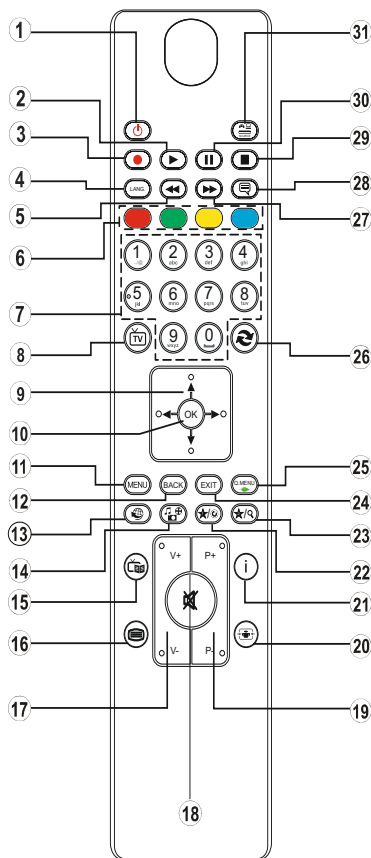 1
31
2
30
3
29
4
LANG.
28
5
27
6
1
2
abc
3
def
4
ghi
7
5
jkl
6
mno
7
pqrs
8
tuv
8
TV
9
wxyz
0
26
9
10
OK
11
MENU
BACK
EXIT
Q.MENU
25
12
24
13
23
14
22
V+
P+
15
i
21
16
20
V-
P-
17
19
18